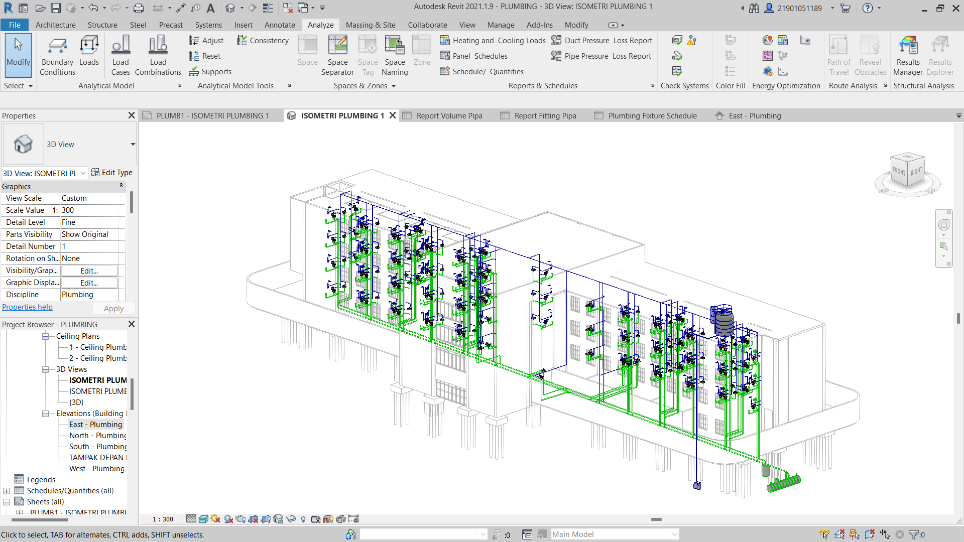 Autodesk Revit 2021.1.9 - PLUMBING - 3D View: ISOMETRI PLUMBING 1
21901051189
File
Architecture
Structure
Steel
Precast
Systems
Insert
Annotate
Analyze
Massing & Site
Collaborate
View
Manage
Add-Ins
Modify
Modify
Boundary Conditions
Loads
Load Cases
Load Combinations
Adjust
Reset
Supports
Consistency
Space
Space Separator
Space Tag
Space Naming
Zone
Heating and Cooling Loads
Panel Schedules
Schedule/ Quantities
Duct Pressure Loss Report
Pipe Pressure Loss Report
Path of Travel
Reveal Obstacles
Results Manager
Results Explorer
Select
Analytical Model
Analytical Model Tools
Spaces & Zones
Reports & Schedules
Check Systems
Color Fill
Energy Optimization
Route Analysis
Structural Analysis
Properties
PLUMB1 - ISOMETRI PLUMBING 1
ISOMETRI PLUMBING 1
Report Volume Pipa
Report Fitting Pipa
Plumbing Fixture Schedule
East - Plumbing
3D View
3D View: ISOMETRI PL
Edit Type
Graphics
View Scale Custom
Scale Value 1: 300
Detail Level Fine
Parts Visibility Show Original
Detail Number 1
Rotation on Sh... None
Visibility/Grap... Edit...
Graphic Displa... Edit...
Discipline Plumbing
Properties help
Apply
Project Browser - PLUMBING
Ceiling Plans
1 - Ceiling Plumb
2 - Ceiling Plumb
3D Views
ISOMETRI PLUM
ISOMETRI PLUME
(3D)
Elevations (Building
East - Plumbing
North - Plumbing
South - Plumbing
TAMPAK DEPAN
West - Plumbing
Legends
Schedules/Quantities (all)
Sheets (all)
PLUMB1 - ISOMETRI PLUMB
1 : 300
Click to select, TAB for alternates, CTRL adds, SHIFT unselects.
:0
Main Model
:0